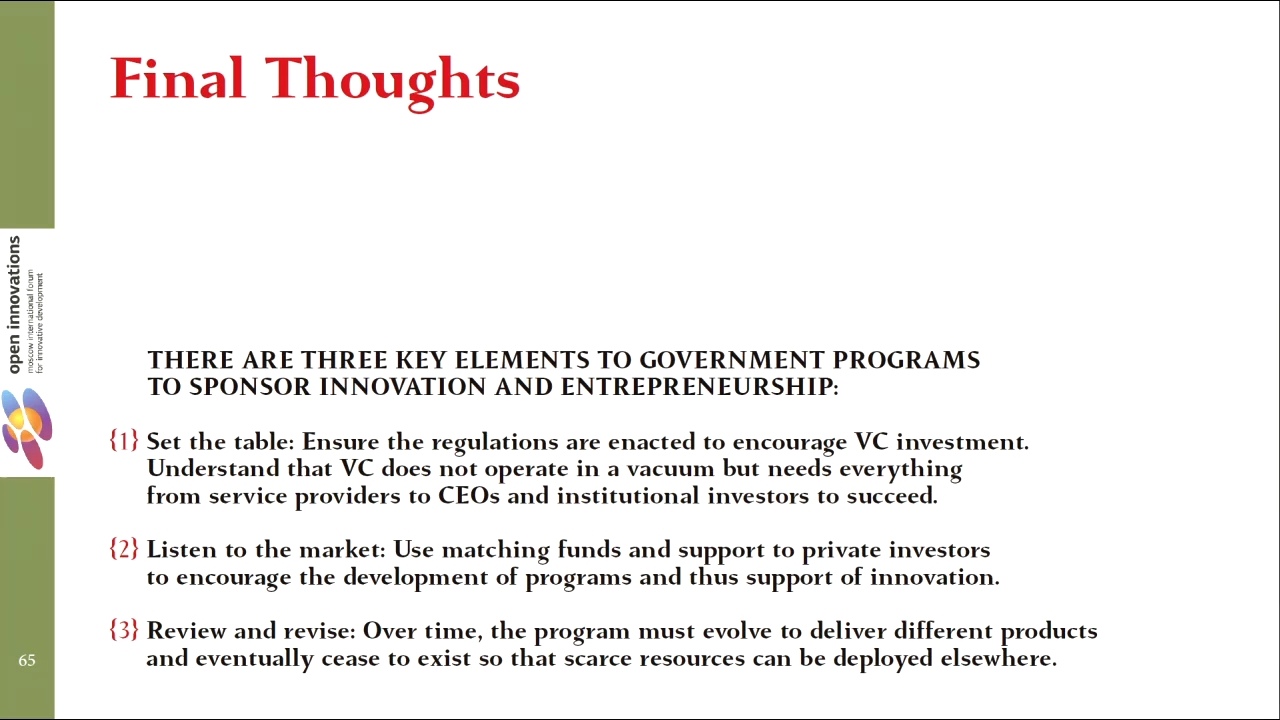 Final Thoughts
open innovations
moscow international forum
for innovative development
THERE ARE THREE KEY ELEMENTS TO GOVERNMENT PROGRAMS
TO SPONSOR INNOVATION AND ENTREPRENEURSHIP:
{1} Set the table: Ensure the regulations are enacted to encourage VC investment.
Understand that VC does not operate in a vacuum but needs everything
from service providers to CEOs and institutional investors to succeed.
{2} Listen to the market: Use matching funds and support to private investors
to encourage the development of programs and thus support of innovation.
{3} Review and revise: Over time, the program must evolve to deliver different products
and eventually cease to exist so that scarce resources can be deployed elsewhere.
65